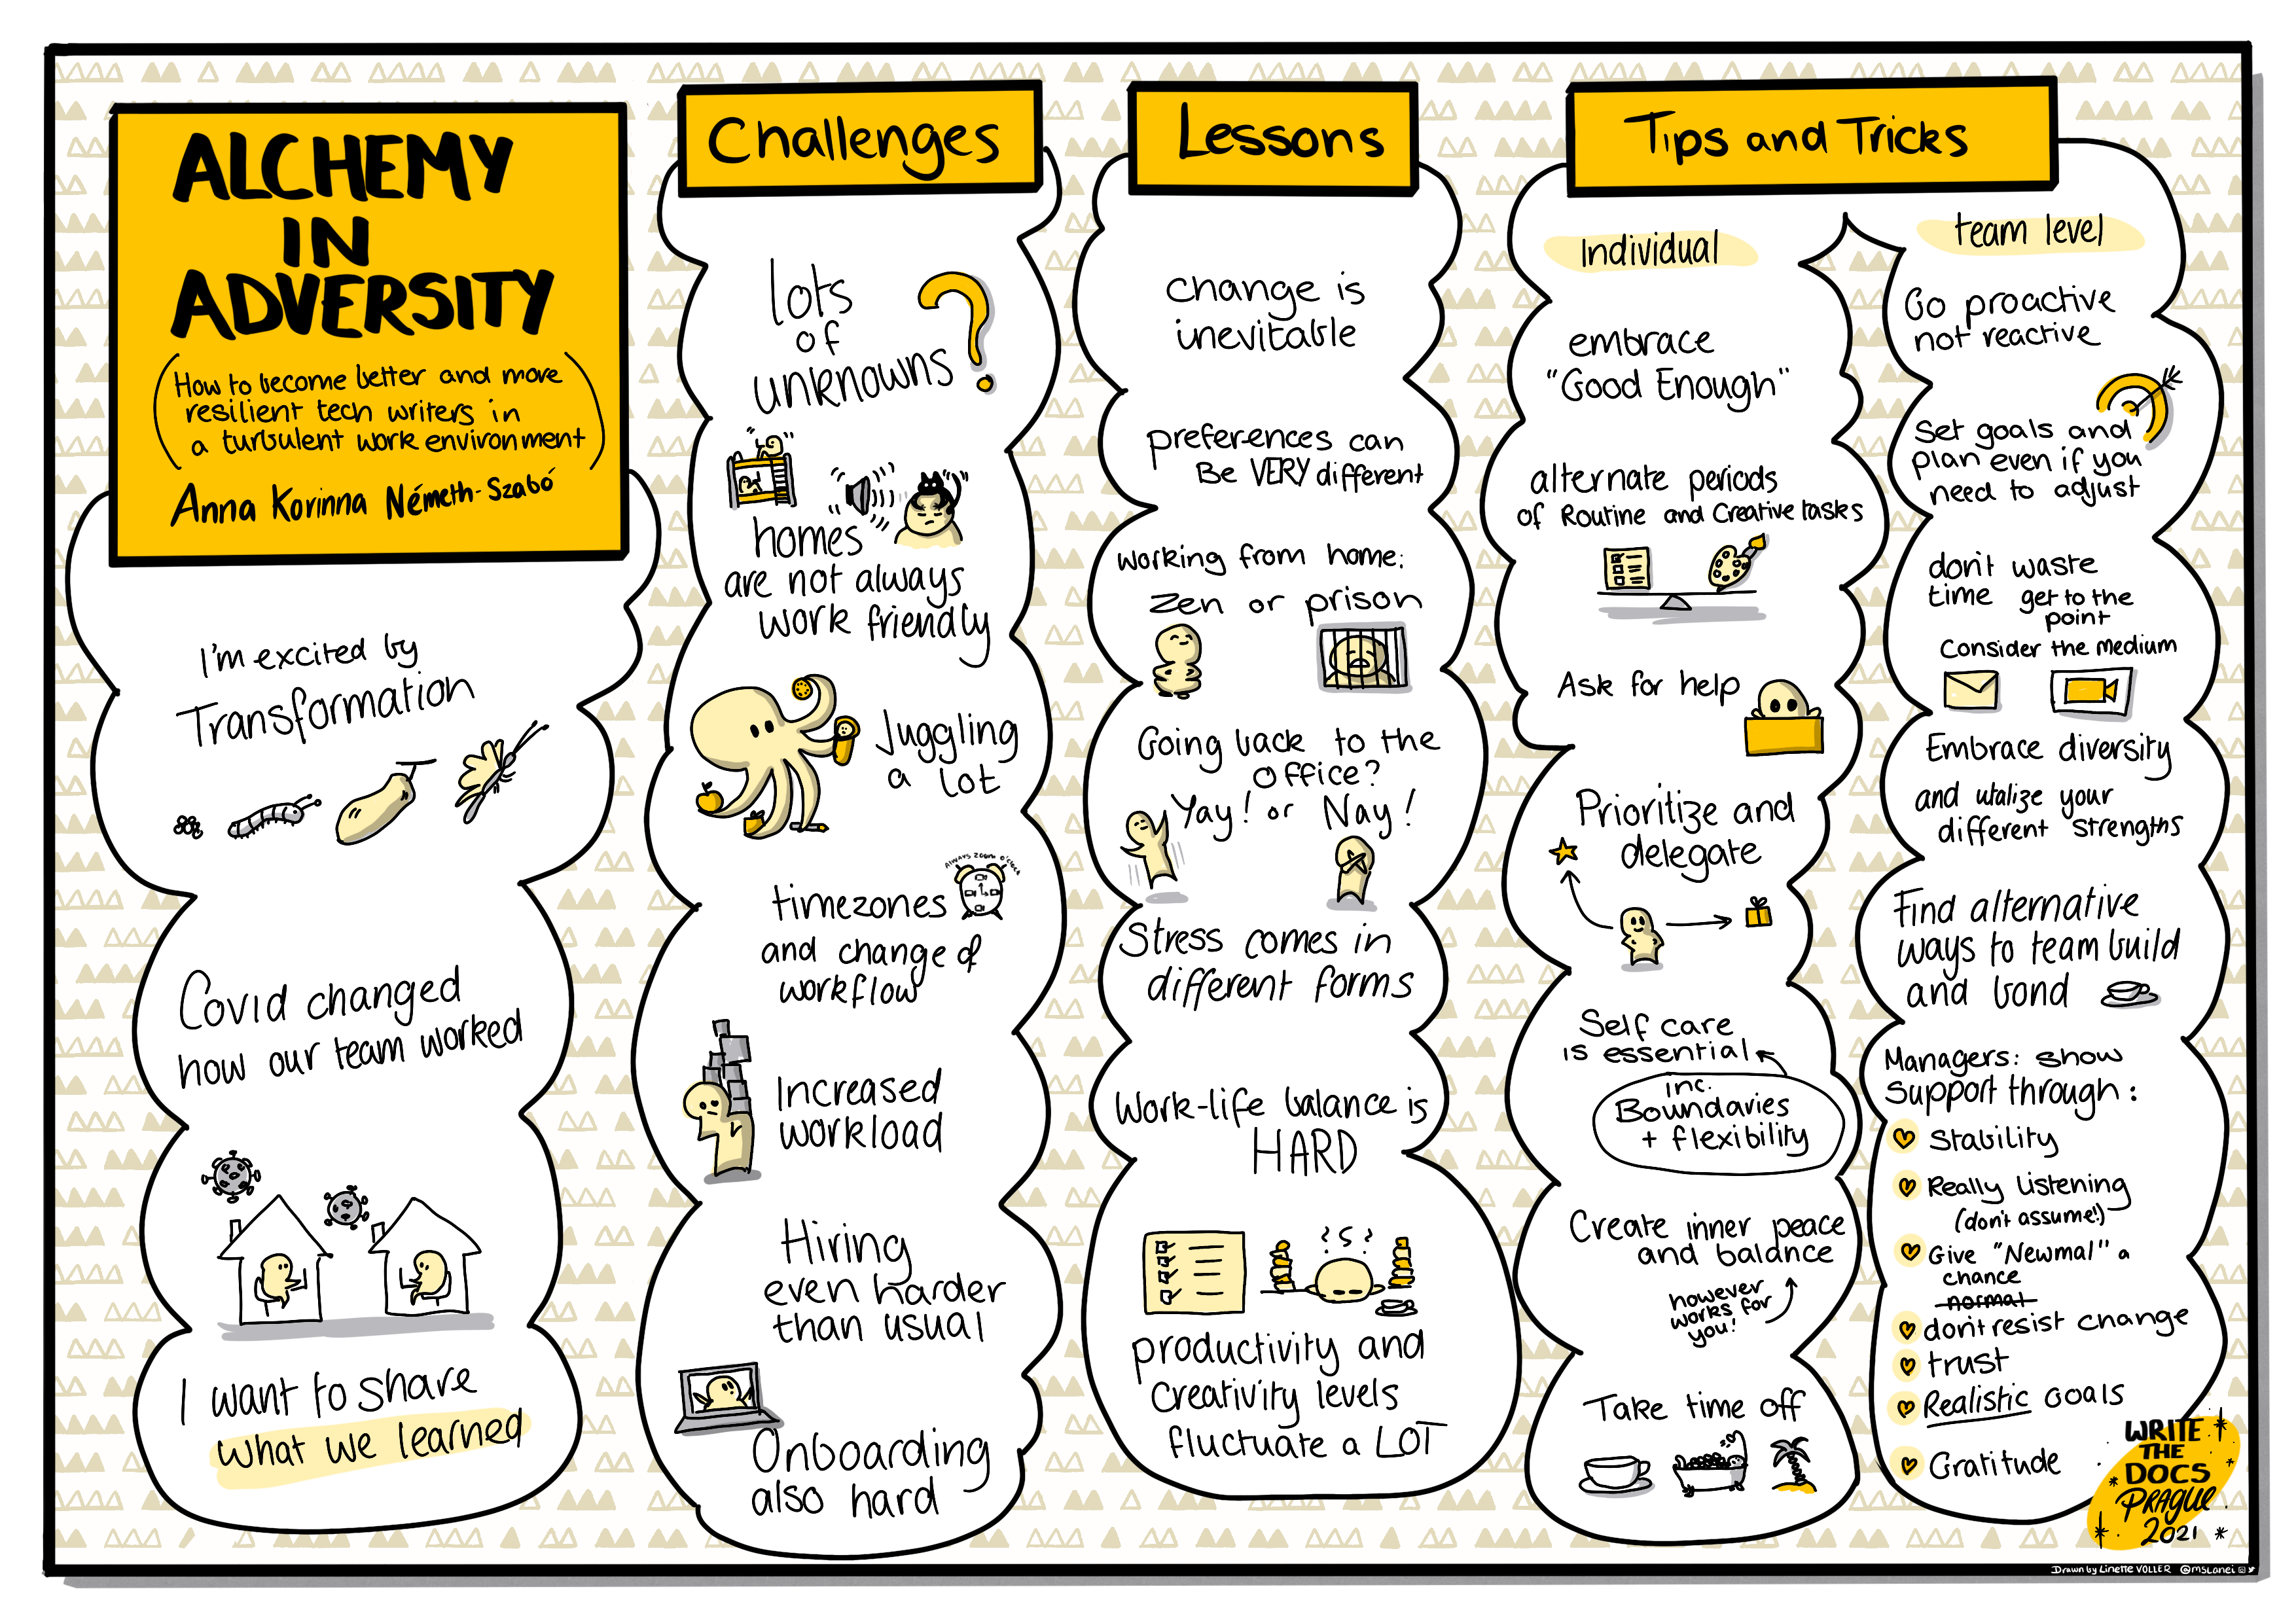 ALCHEMY
IN
ADVERSITY
(How to become better and more
resilient tech writers in
a turbulent work environment)
Anna Korinna Németh-Szabó
I'm excited by
Transformation
Covid changed
how our team worked
I want to share
what we learned
Challenges
lots
of
unknowns
homes
are not always
work friendly
Juggling
a lot
Always Zoom o'clock
timezones
and change of
workflow
Increased
workload
Hiring
even harder
than usual
Onboarding
also hard
Lessons
change is
inevitable
preferences can
Be VERY different
working from home:
Zen or prison
Going back to the
office?
Yay! or Nay!
Stress comes in
different forms
Work-life balance is
HARD
productivity and
Creativity levels
fluctuate a LOT
Tips and Tricks
Individual
embrace
"Good Enough"
alternate periods
of Routine and Creative tasks
Ask for help
Prioritize and
delegate
Self care
is essential
inc.
Boundaries
+ flexibility
Create inner peace
and balance
however
works for
you!
Take time off
team level
Go proactive
not reactive
Set goals and
plan even if you
need to adjust
don't waste
time get to the
point
Consider the medium
Embrace diversity
and utalize your
different strengths
Find alternative
ways to team build
and bond
Managers: show
support through:
Stability
Really Listening
(don't assume!)
Give "Newmal" a
chance
normal
don't resist change
trust
Realistic Goals
Gratitude
WRITE
THE
DOCS
PRAGUE
2021
Drawn by Linette VOLLER @mslanei